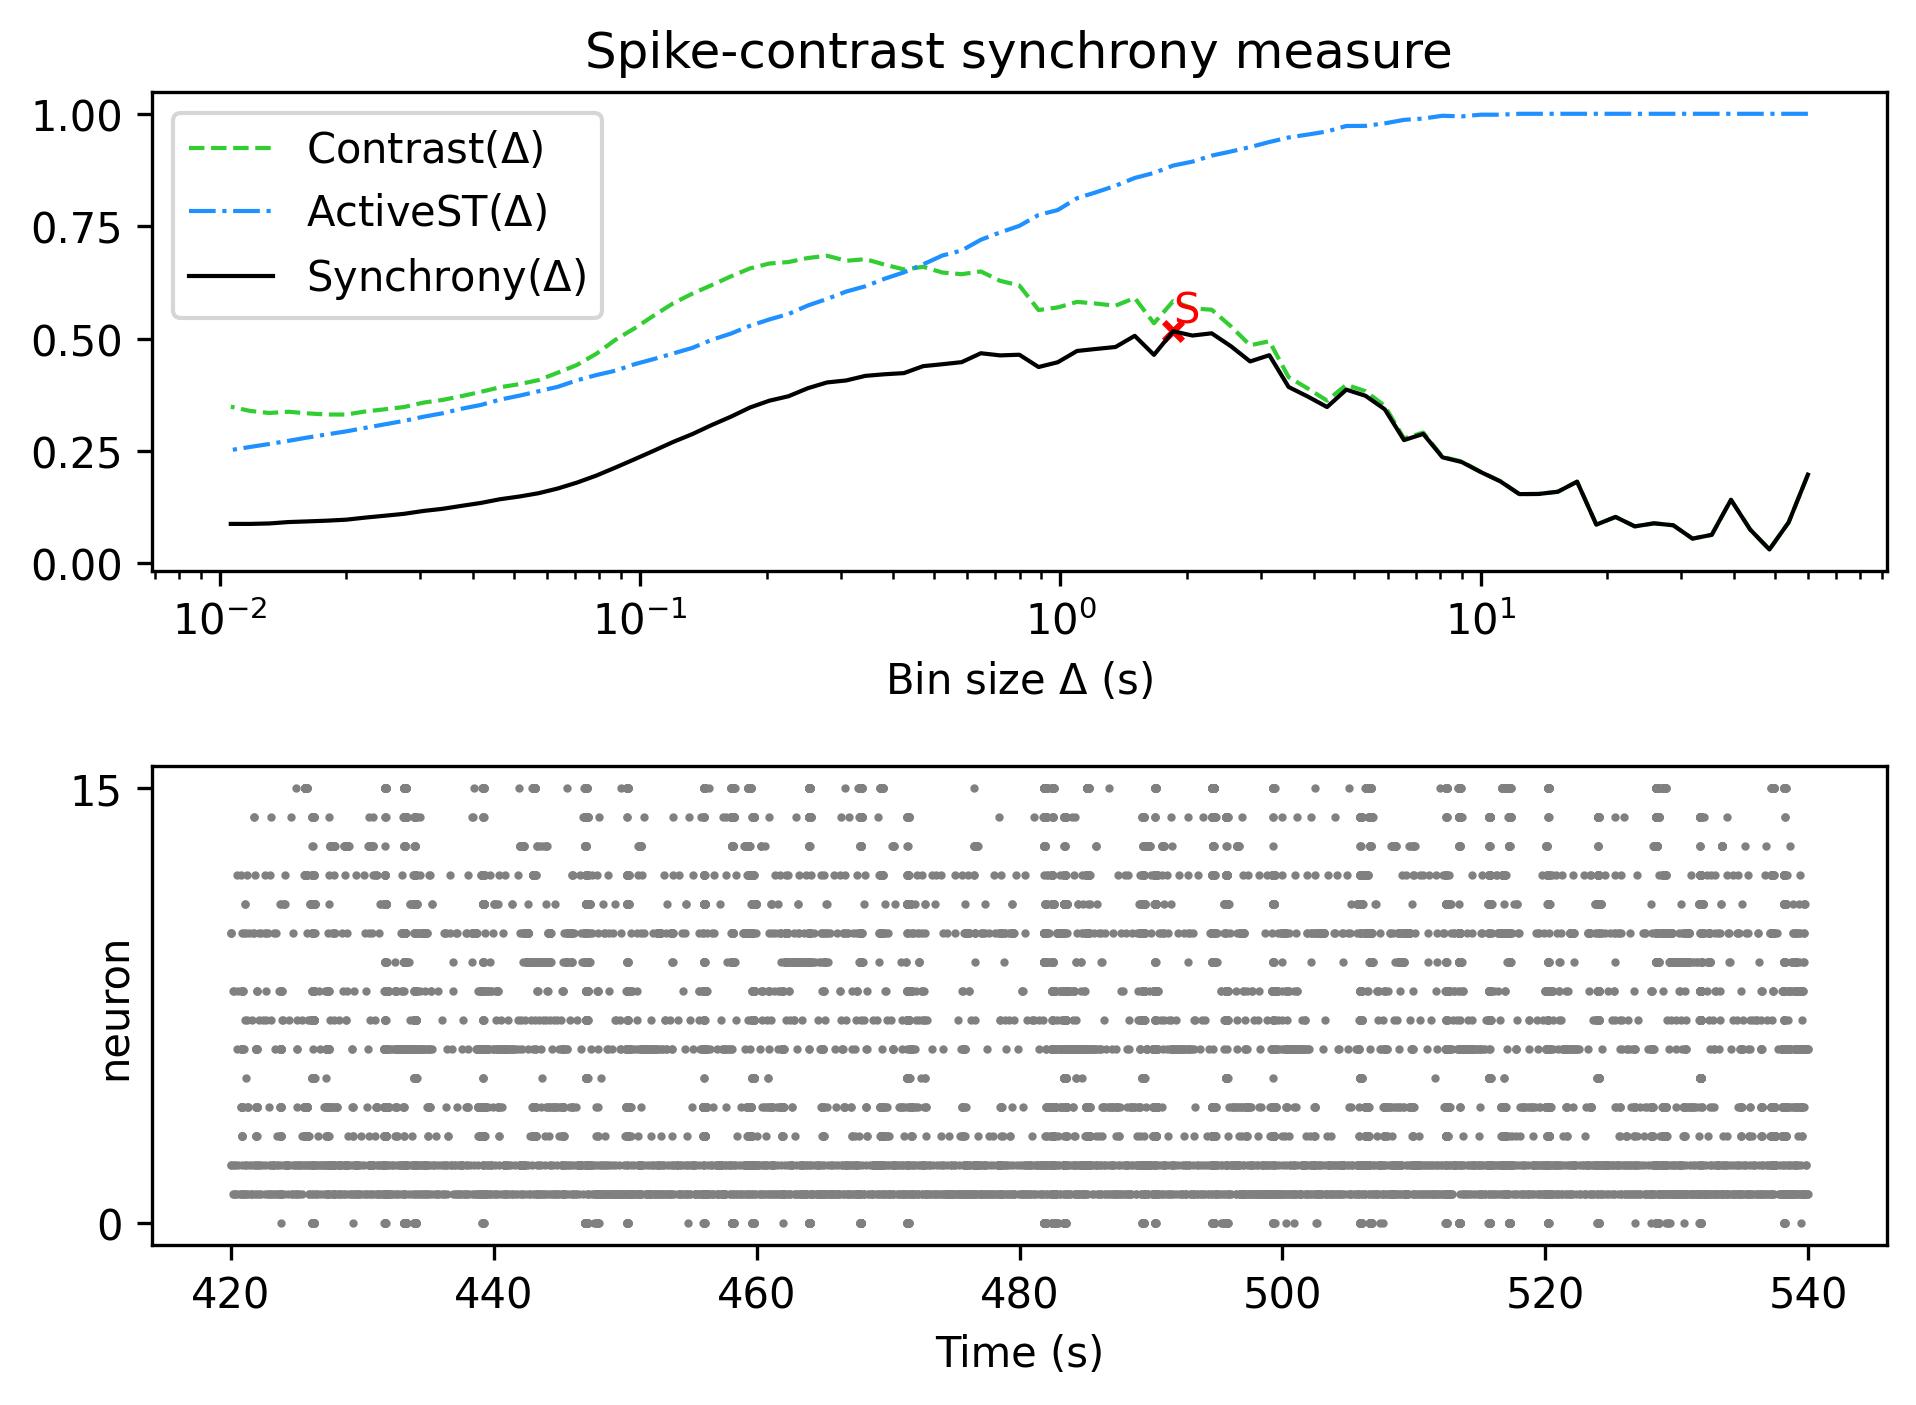 Spike-contrast synchrony measure
1.00
0.75
0.50
0.25
0.00
Contrast(Δ)
ActiveST(Δ)
Synchrony(Δ)
S
10⁻² 10⁻¹ 10⁰ 10¹
Bin size Δ (s)
15
neuron
0
420 440 460 480 500 520 540
Time (s)